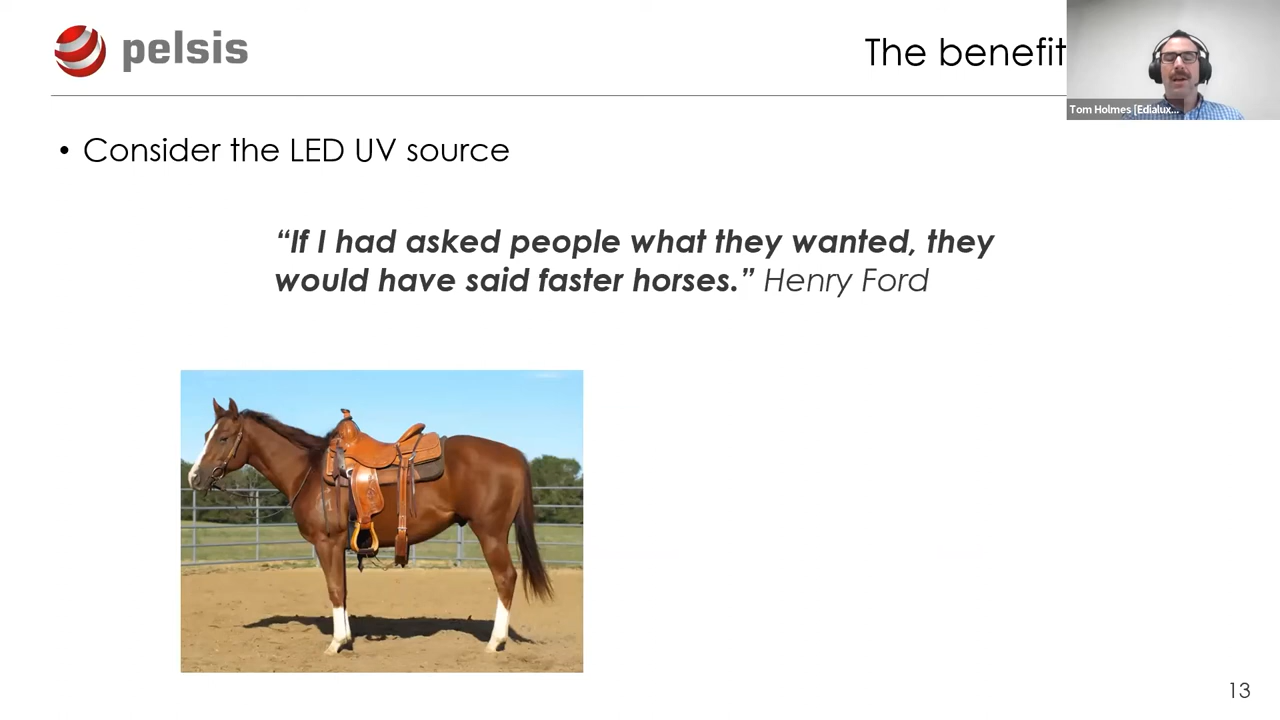 pelsis
The benefit
Tom Holmes [Edialux...
• Consider the LED UV source
“If I had asked people what they wanted, they
would have said faster horses.” Henry Ford
13